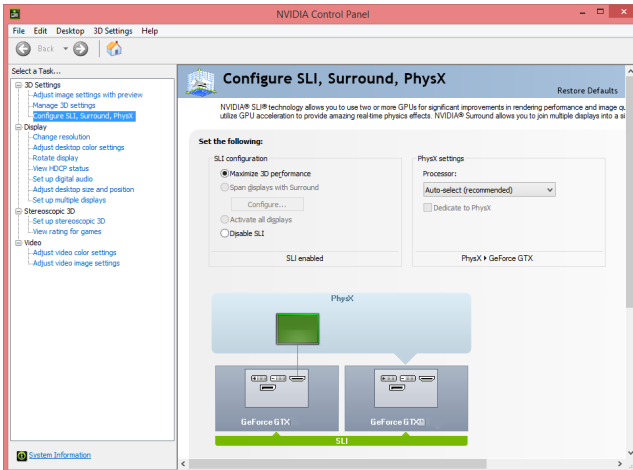 NVIDIA Control Panel
File Edit Desktop 3D Settings Help
Back
Select a Task...
3D Settings
Adjust image settings with preview
Manage 3D settings
Configure SLI, Surround, PhysX
Display
Change resolution
Adjust desktop color settings
Rotate display
View HDCP status
Set up digital audio
Adjust desktop size and position
Set up multiple displays
Stereoscopic 3D
Set up stereoscopic 3D
View rating for games
Video
Adjust video color settings
Adjust video image settings
System Information
Configure SLI, Surround, PhysX
Restore Defaults
NVIDIA® SLI® technology allows you to use two or more GPUs for significant improvements in rendering performance and image qu
utilize GPU acceleration to provide amazing real-time physics effects. NVIDIA® Surround allows you to join multiple displays into a si
Set the following:
SLI configuration
Maximize 3D performance
Span displays with Surround
Configure...
Activate all displays
Disable SLI
SLI enabled
PhysX settings
Processor:
Auto-select (recommended)
Dedicate to PhysX
PhysX ▸ GeForce GTX
PhysX
GeForce GTX
GeForce GTX
SLI